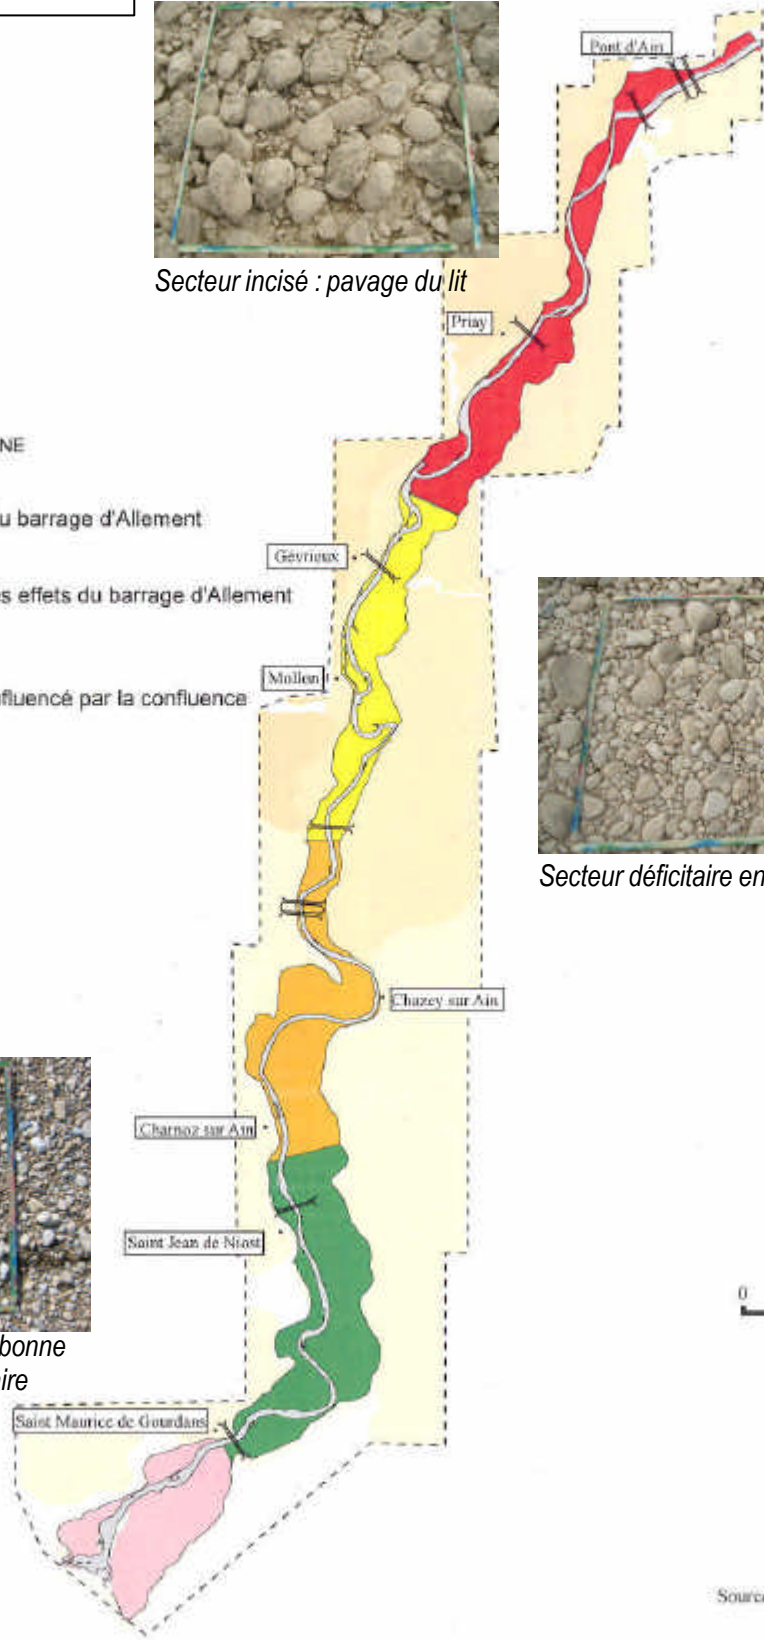 Pont d'Ain
Secteur incisé : pavage du lit
Priay
NE
u barrage d'Allement
Gévrieux
s effets du barrage d'Allement
Mollon
fluencé par la confluence
Secteur déficitaire en
Chazey sur Ain
Charnoz sur Ain
Saint Jean de Niost
0
bonne
ire
Saint Maurice de Gourdans
Source